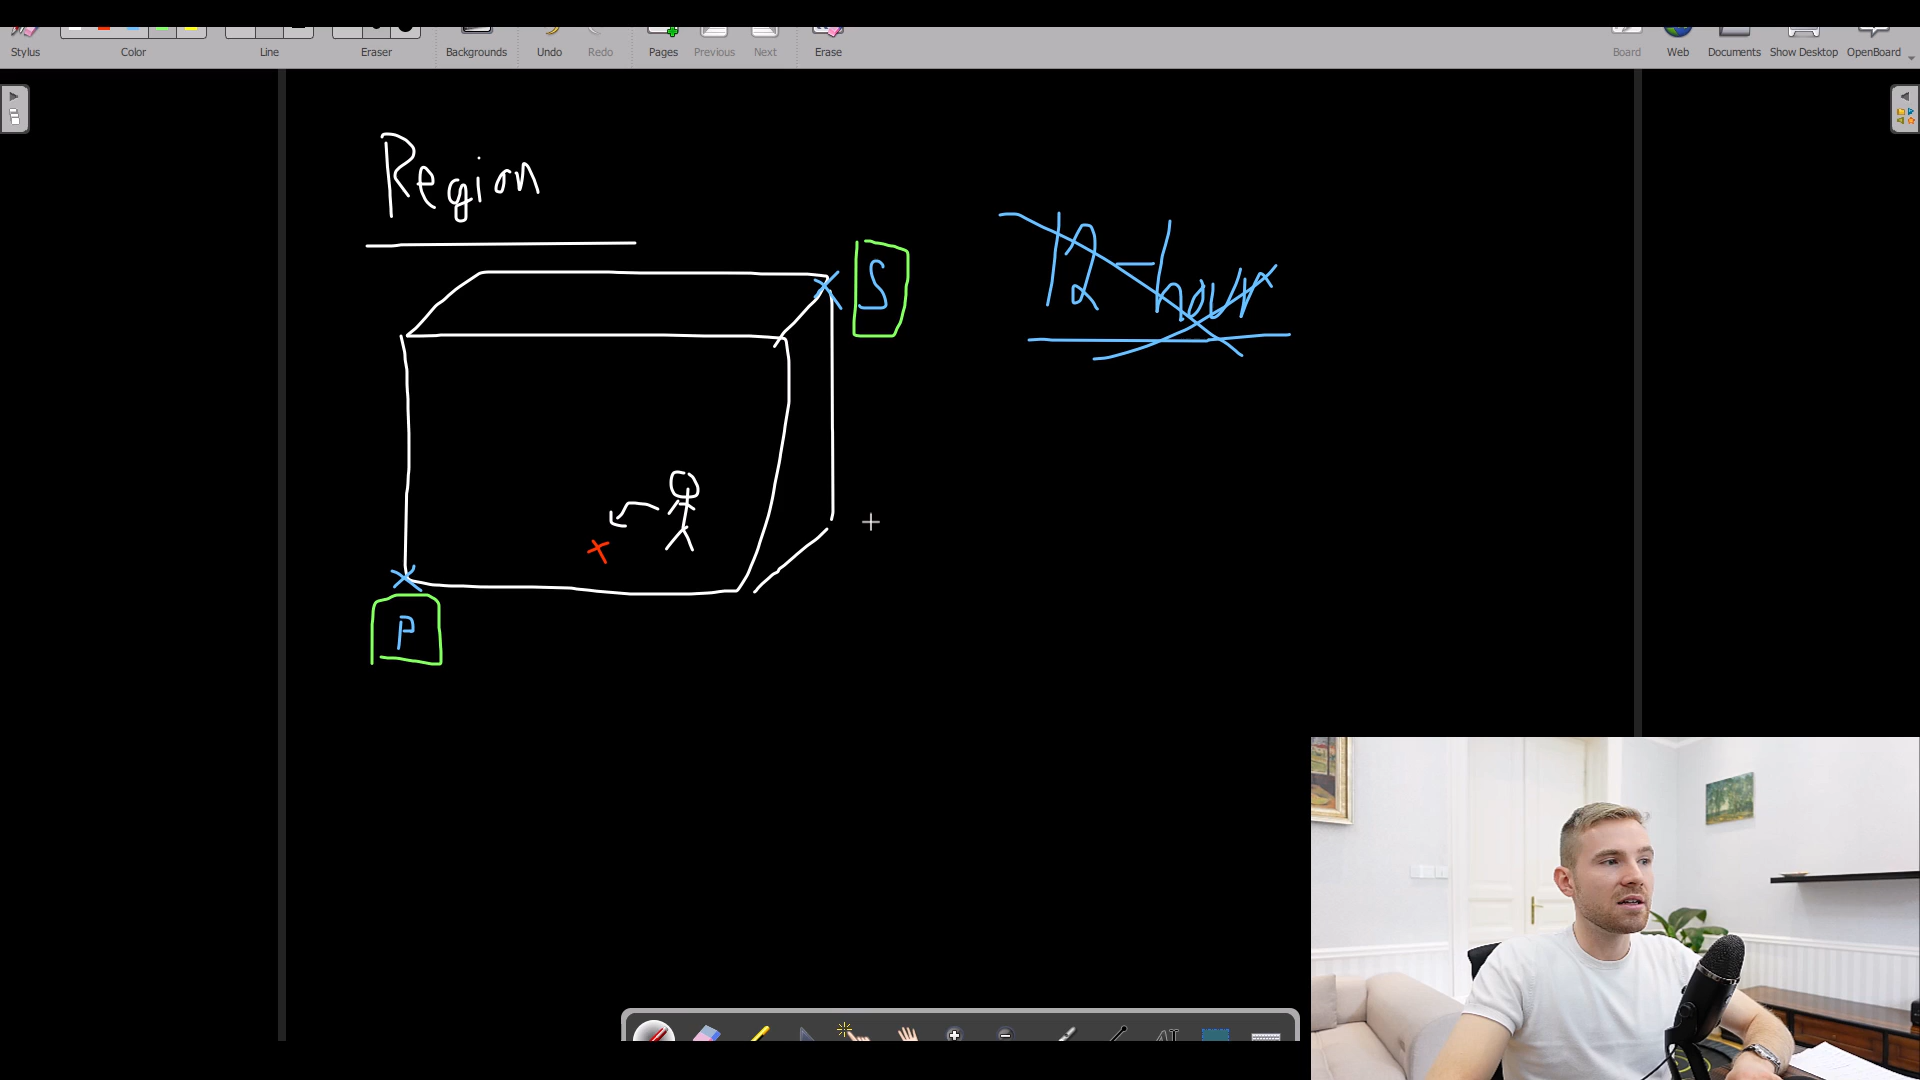 Stylus Color Line Eraser Backgrounds Undo Redo Pages Previous Next Erase Board Web Documents Show Desktop OpenBoard
Region
S
12-hour
P